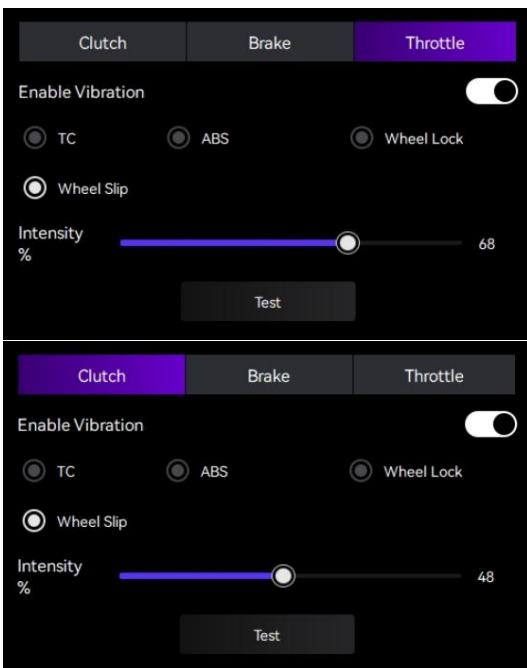 Clutch Brake Throttle
Enable Vibration
TC ABS Wheel Lock
Wheel Slip
Intensity
% 68
Test
Clutch Brake Throttle
Enable Vibration
TC ABS Wheel Lock
Wheel Slip
Intensity
% 48
Test